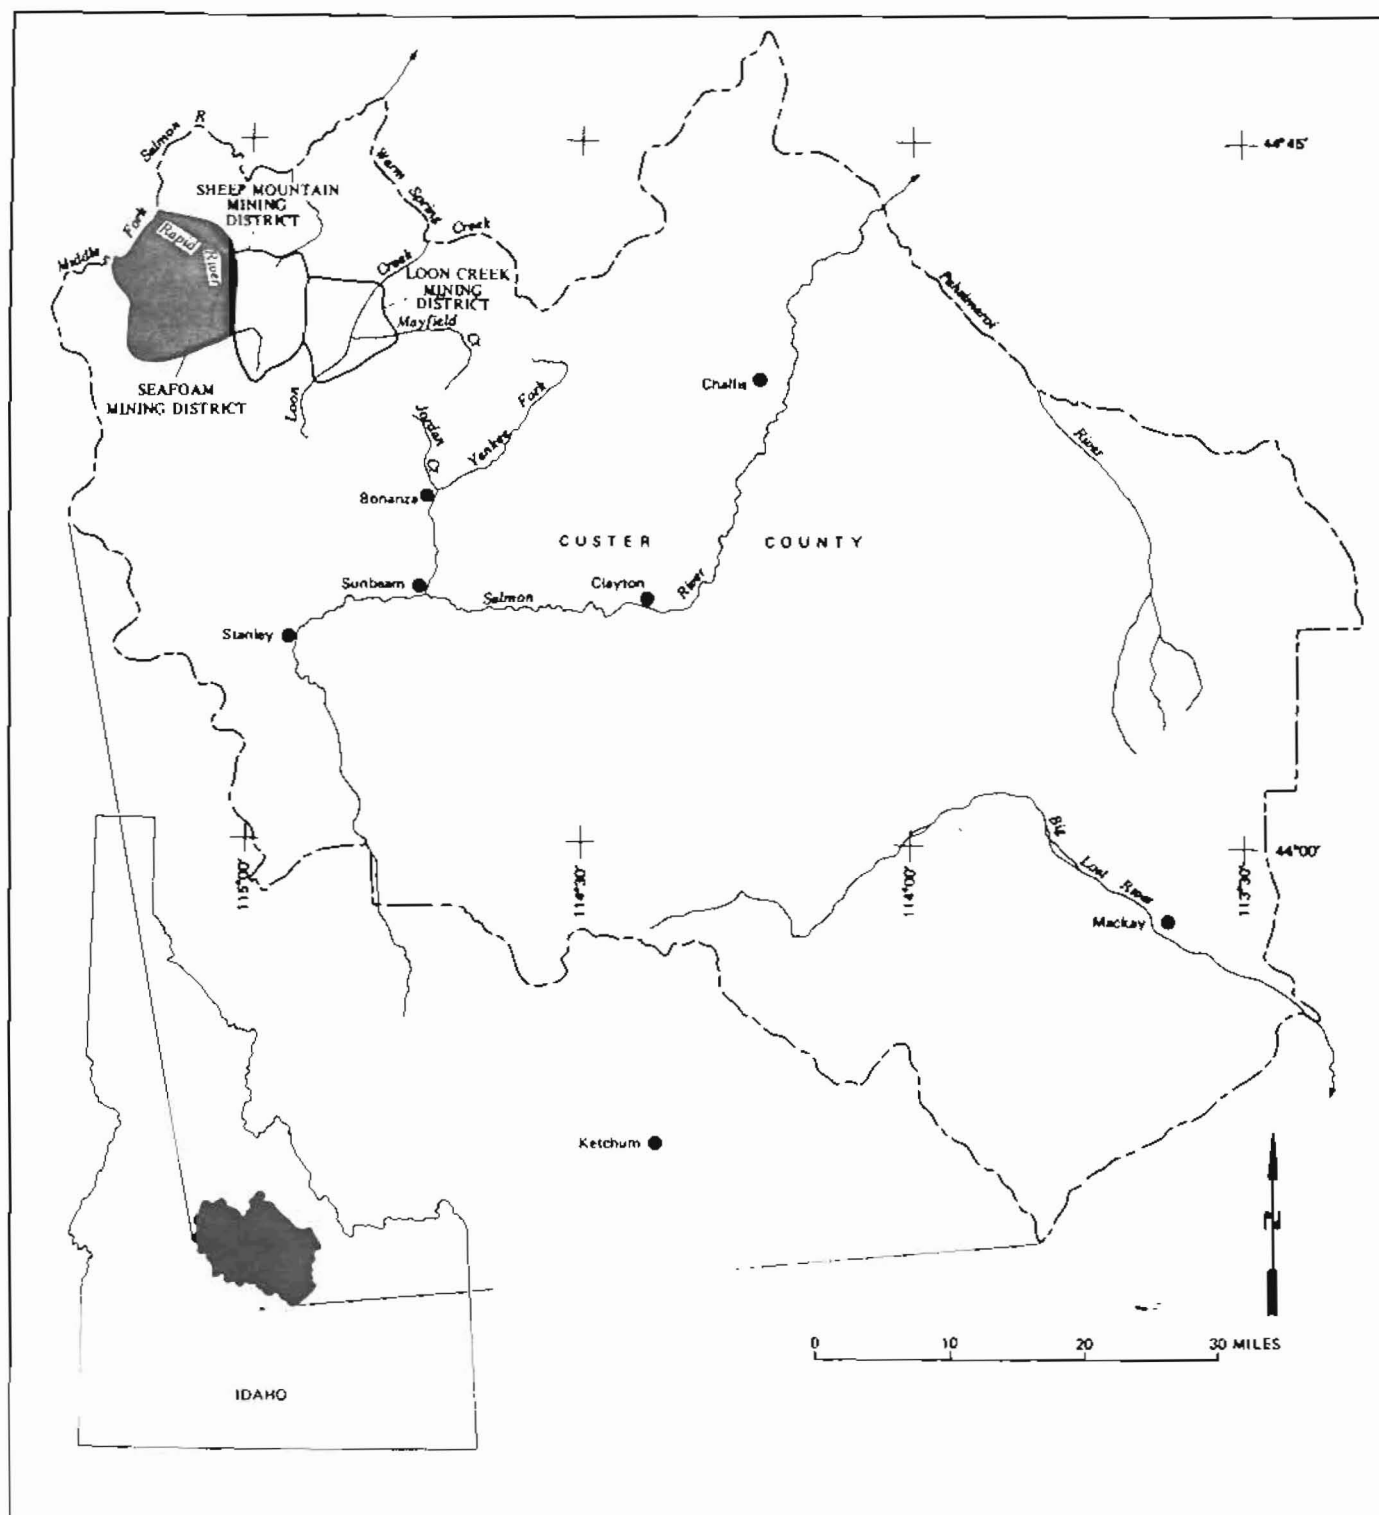 Salmon R
44°45'
Warm Spring Creek
SHEEP MOUNTAIN
MINING
DISTRICT
Middle Fork
Rapid River
Creek
LOON CREEK
MINING
DISTRICT
Mayfield
Pahsimeroi
River
SEAFOAM
MINING DISTRICT
Loon
Jordan
Yankee Fork
Challis
Bonanza
CUSTER COUNTY
Sunbeam
Clayton
Salmon River
Stanley
115°00'
114°30'
114°00'
113°30'
44°00'
Big Lost River
Mackay
Ketchum
IDAHO
N
0 10 20 30 MILES